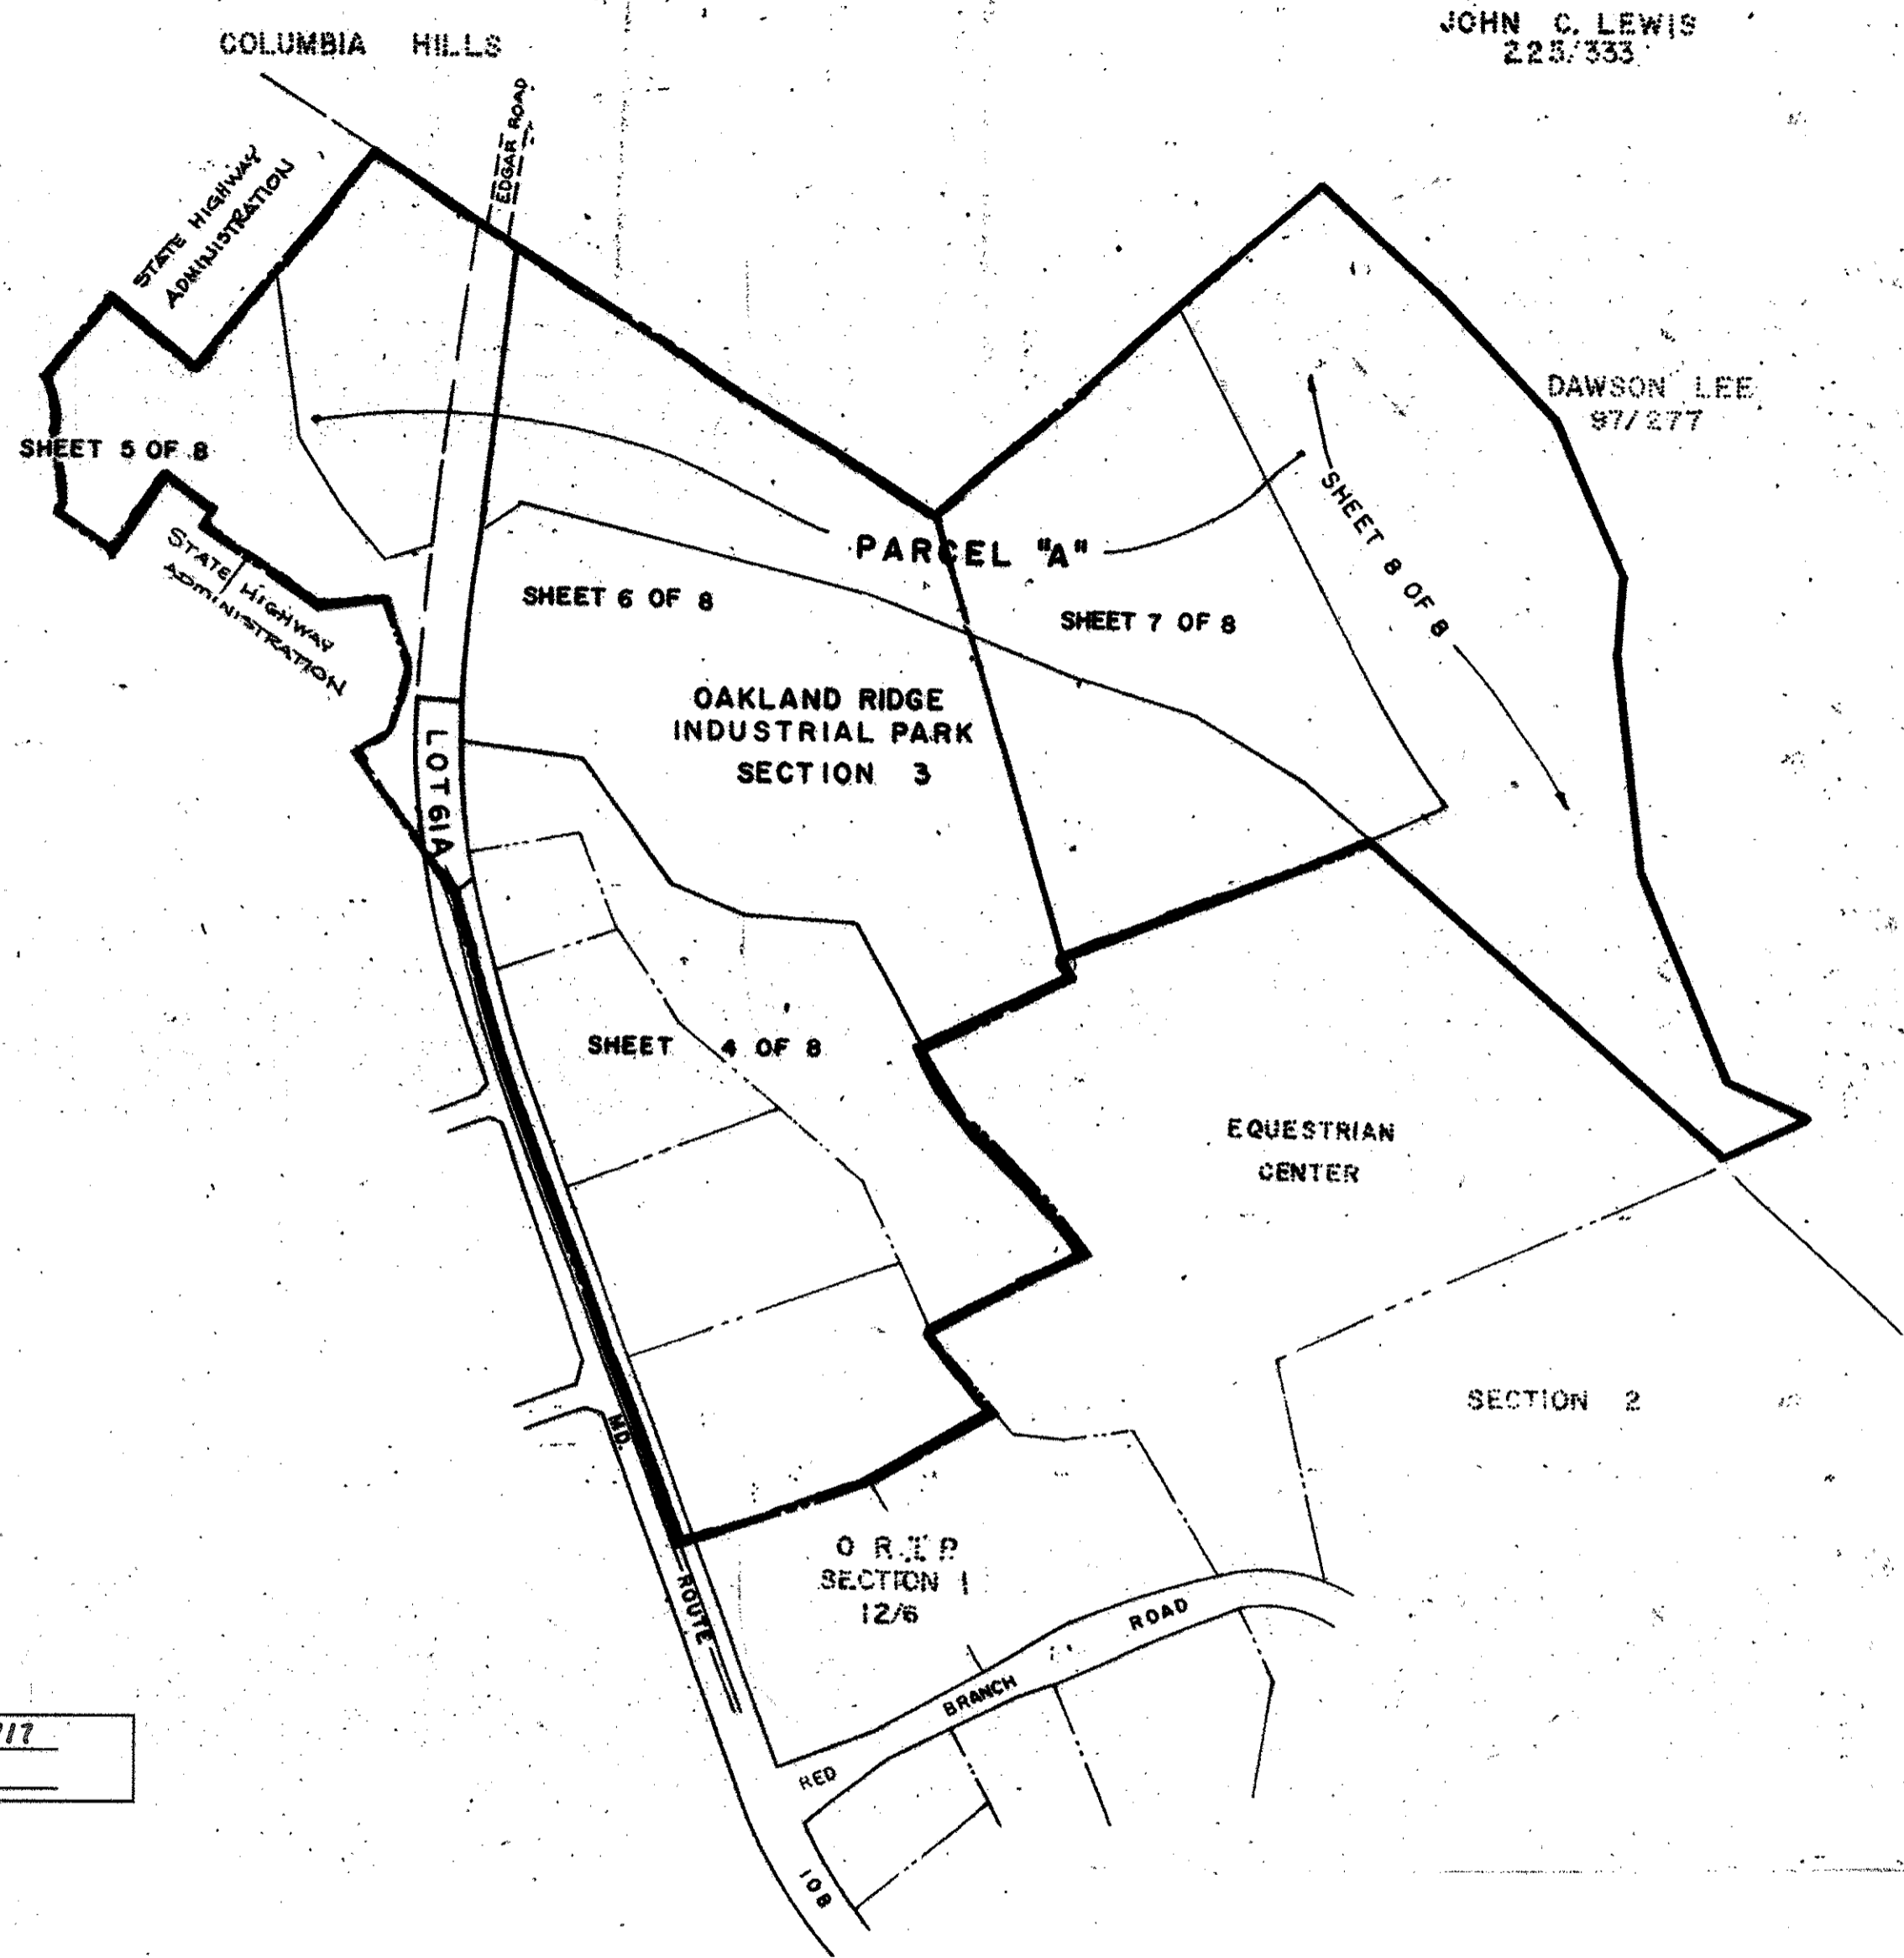 COLUMBIA HILLS
JOHN C. LEWIS
225/333
EDGAR ROAD
STATE HIGHWAY
ADMINISTRATION
DAWSON LEE
97/277
SHEET 5 OF 8
PARCEL "A"
SHEET 8 OF 8
STATE HIGHWAY
ADMINISTRATION
SHEET 6 OF 8
SHEET 7 OF 8
OAKLAND RIDGE
INDUSTRIAL PARK
SECTION 3
LOT 61A
SHEET 4 OF 8
EQUESTRIAN
CENTER
SECTION 2
MD.
ROUTE
108
O R.I.P
SECTION 1
12/6
RED BRANCH ROAD